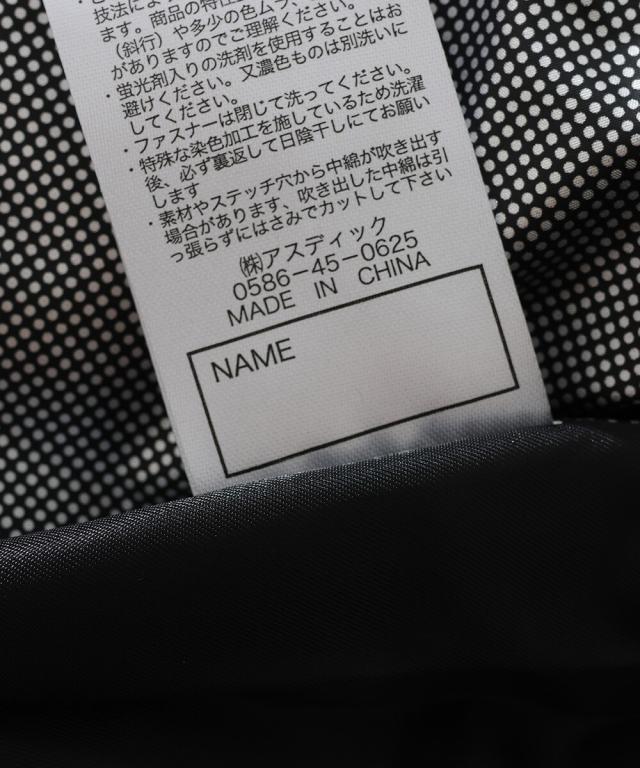 技法によ
ます。商品の特性
（斜行）や多少の色ムラ
がありますのでご理解ください。
・蛍光剤入りの洗剤を使用することはお
避けください。又濃色ものは別洗いに
してください。
・ファスナーは閉じて洗ってください。
・特殊な染色加工を施しているため洗濯
後、必ず裏返して日陰干しにてお願い
します
・素材やステッチ穴から中綿が吹き出す
場合があります、吹き出した中綿は引
っ張らずにはさみでカットして下さい
㈱アスディック
0586-45-0625
MADE IN CHINA
NAME